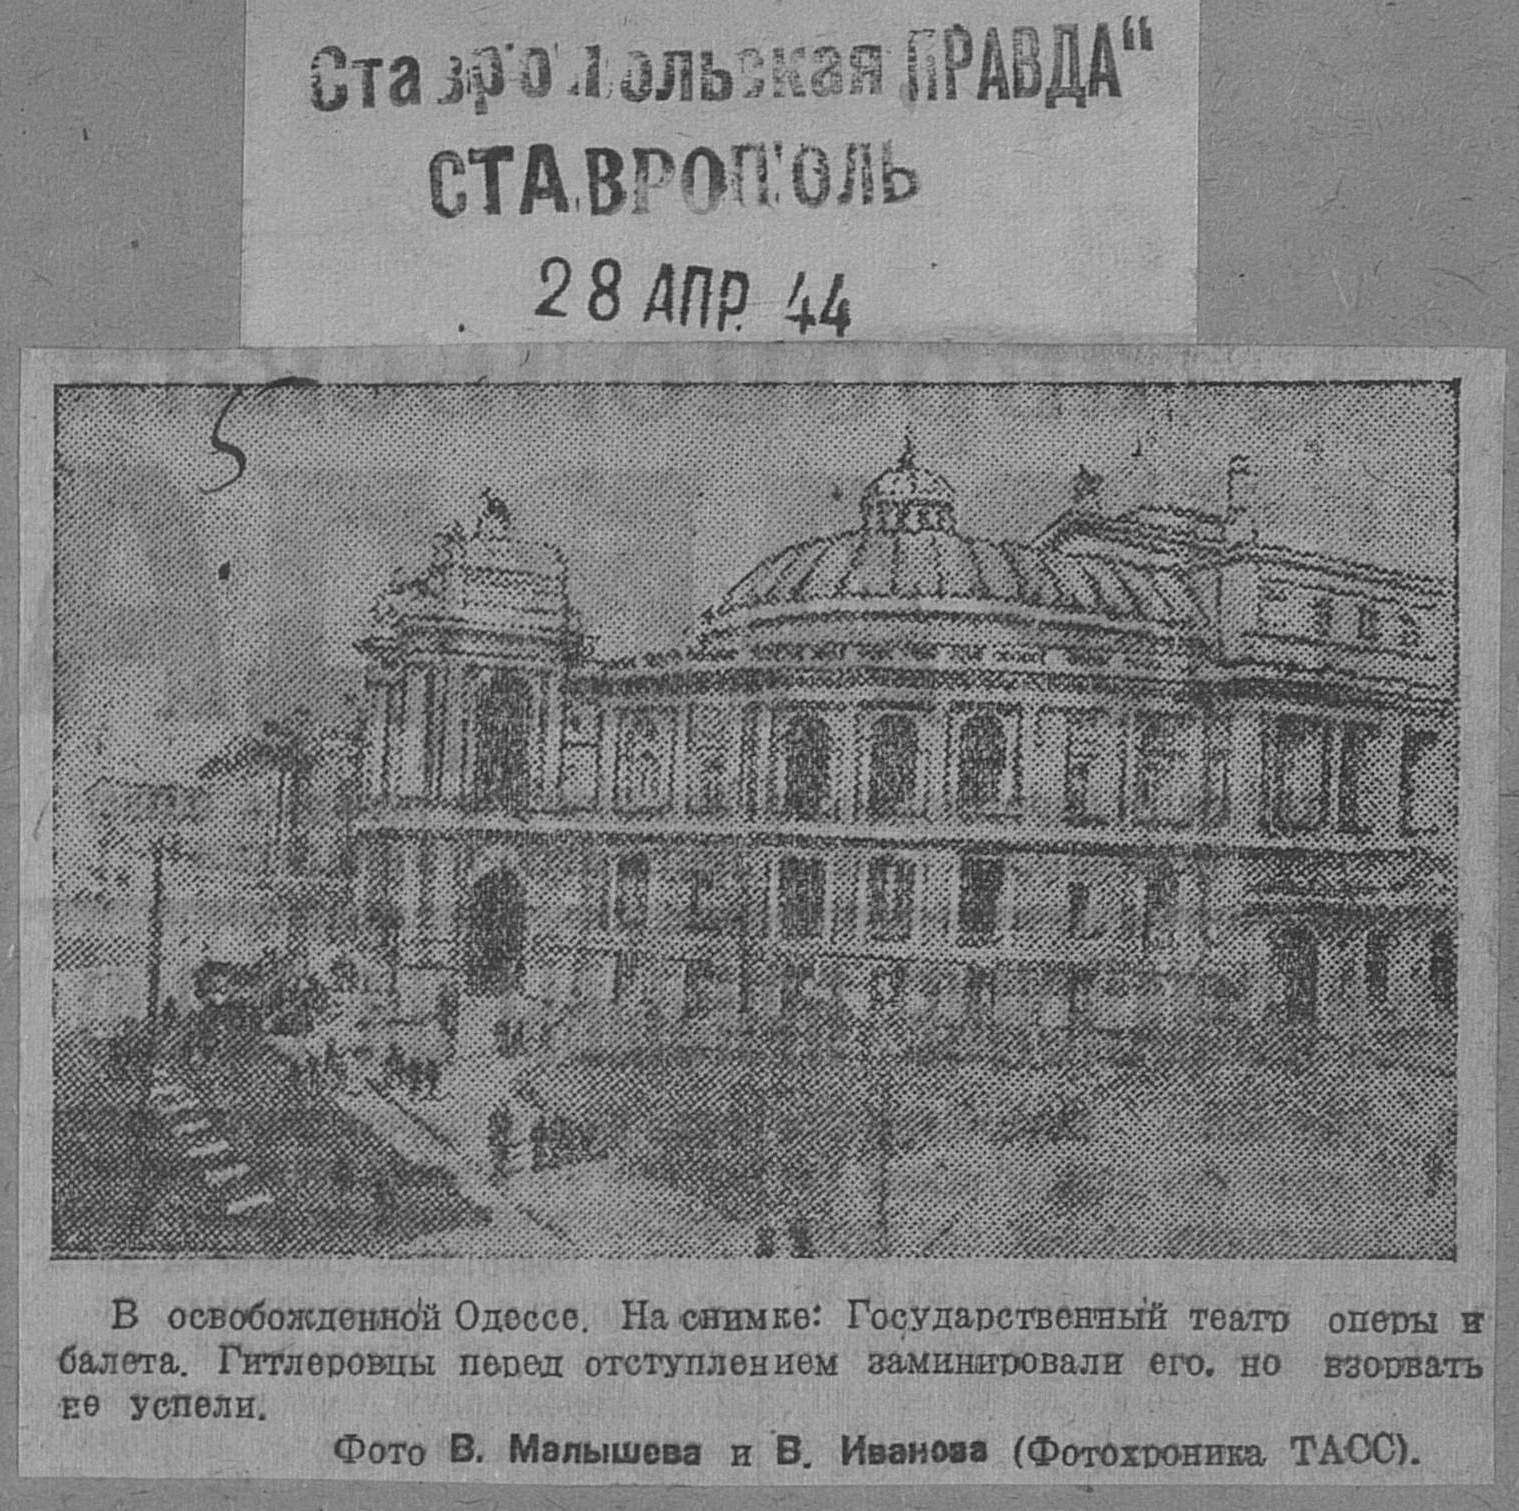 Ставропольская ПРАВДА“
СТАВРОПОЛЬ
28 АПР. 44
5
В освобожденной Одессе. На снимке: Государственный театр оперы и
балета. Гитлеровцы перед отступлением заминировали его, но взорвать
не успели.
Фото В. Малышева и В. Иванова (Фотохроника ТАСС).